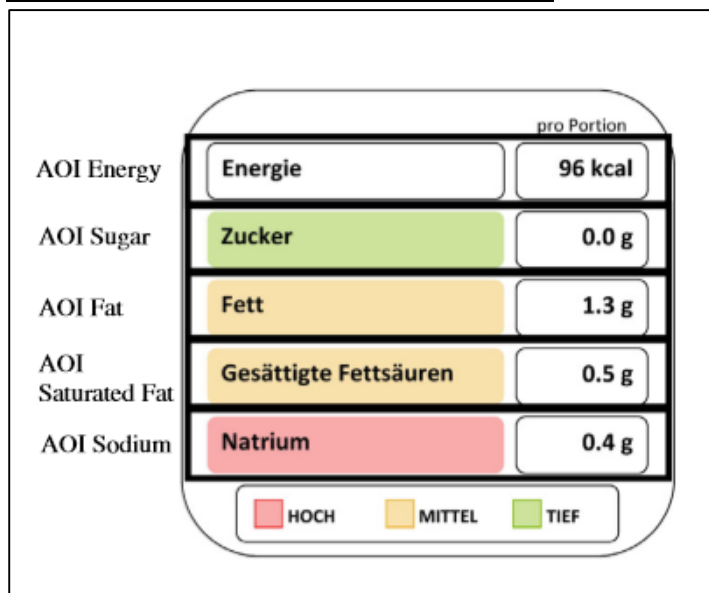 pro Portion
AOI Energy Energie 96 kcal
AOI Sugar Zucker 0.0 g
AOI Fat Fett 1.3 g
AOI
Saturated Fat Gesättigte Fettsäuren 0.5 g
AOI Sodium Natrium 0.4 g
HOCH MITTEL TIEF